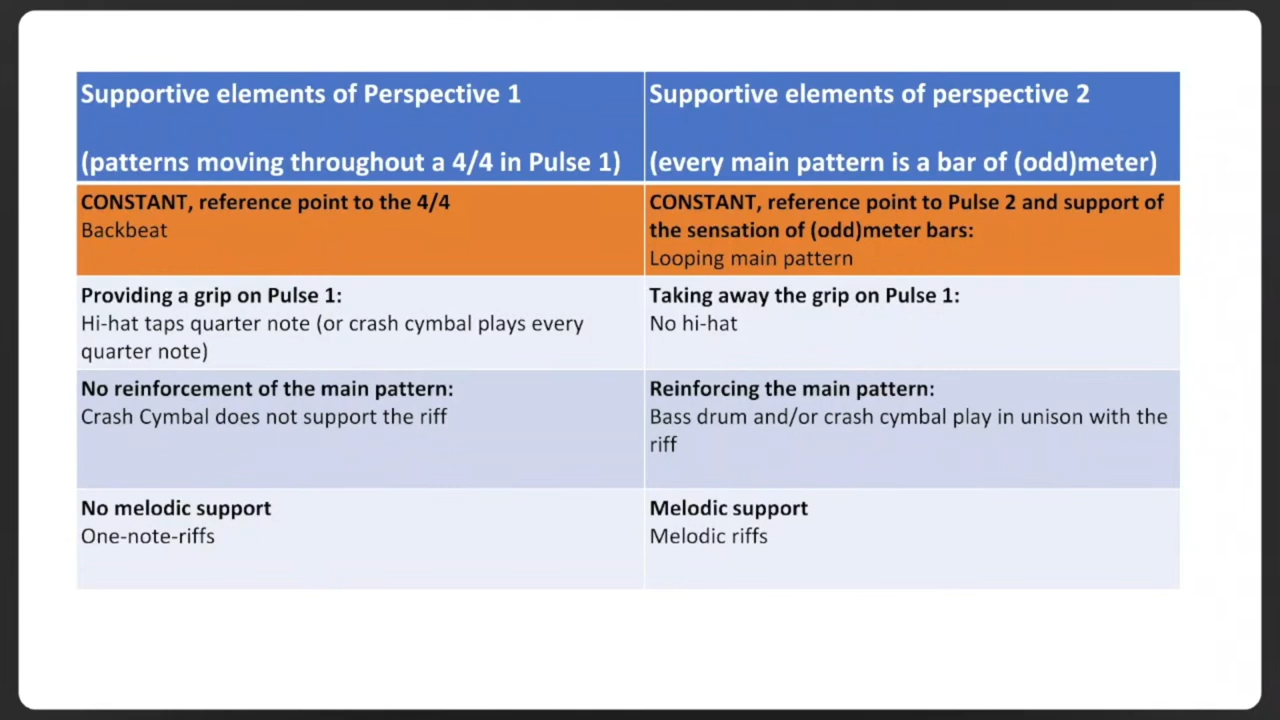 Supportive elements of Perspective 1
(patterns moving throughout a 4/4 in Pulse 1)
Supportive elements of perspective 2
(every main pattern is a bar of (odd)meter)
CONSTANT, reference point to the 4/4
Backbeat
CONSTANT, reference point to Pulse 2 and support of
the sensation of (odd)meter bars:
Looping main pattern
Providing a grip on Pulse 1:
Hi-hat taps quarter note (or crash cymbal plays every
quarter note)
Taking away the grip on Pulse 1:
No hi-hat
No reinforcement of the main pattern:
Crash Cymbal does not support the riff
Reinforcing the main pattern:
Bass drum and/or crash cymbal play in unison with the
riff
No melodic support
One-note-riffs
Melodic support
Melodic riffs